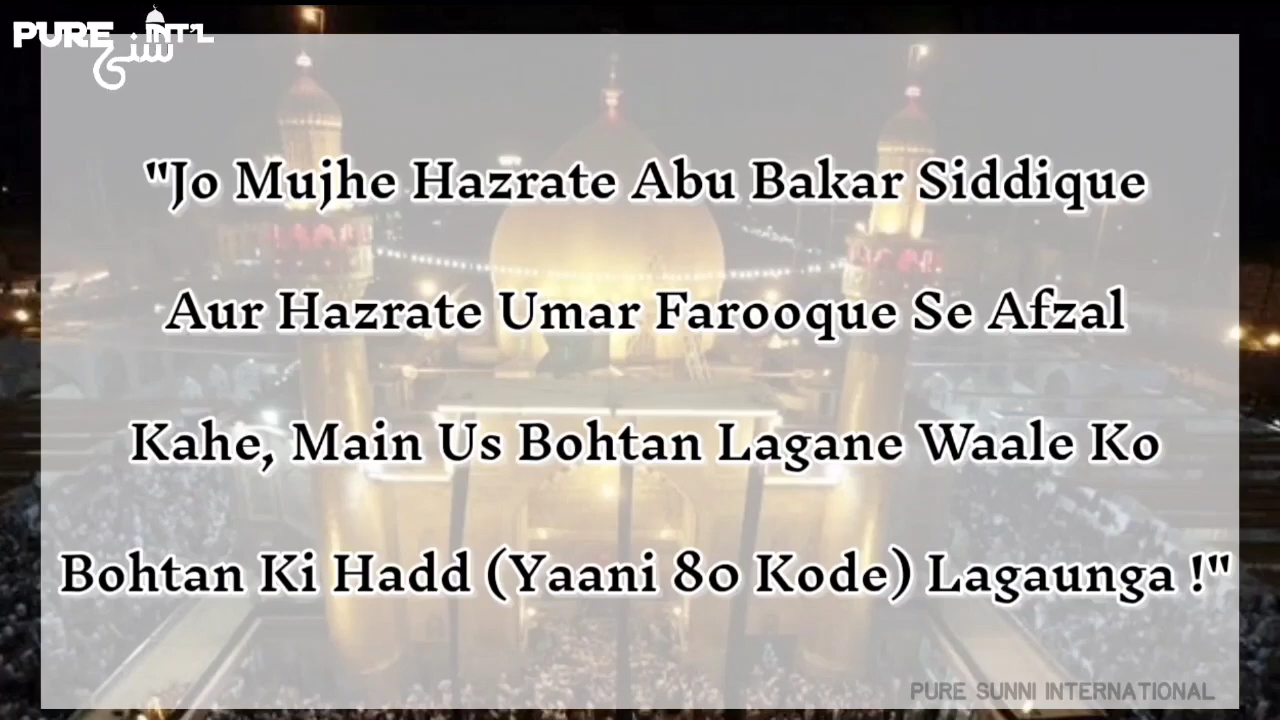 PURE INT'L
سنی
"Jo Mujhe Hazrate Abu Bakar Siddique
Aur Hazrate Umar Farooque Se Afzal
Kahe, Main Us Bohtan Lagane Waale Ko
Bohtan Ki Hadd (Yaani 80 Kode) Lagaunga !"
PURE SUNNI INTERNATIONAL